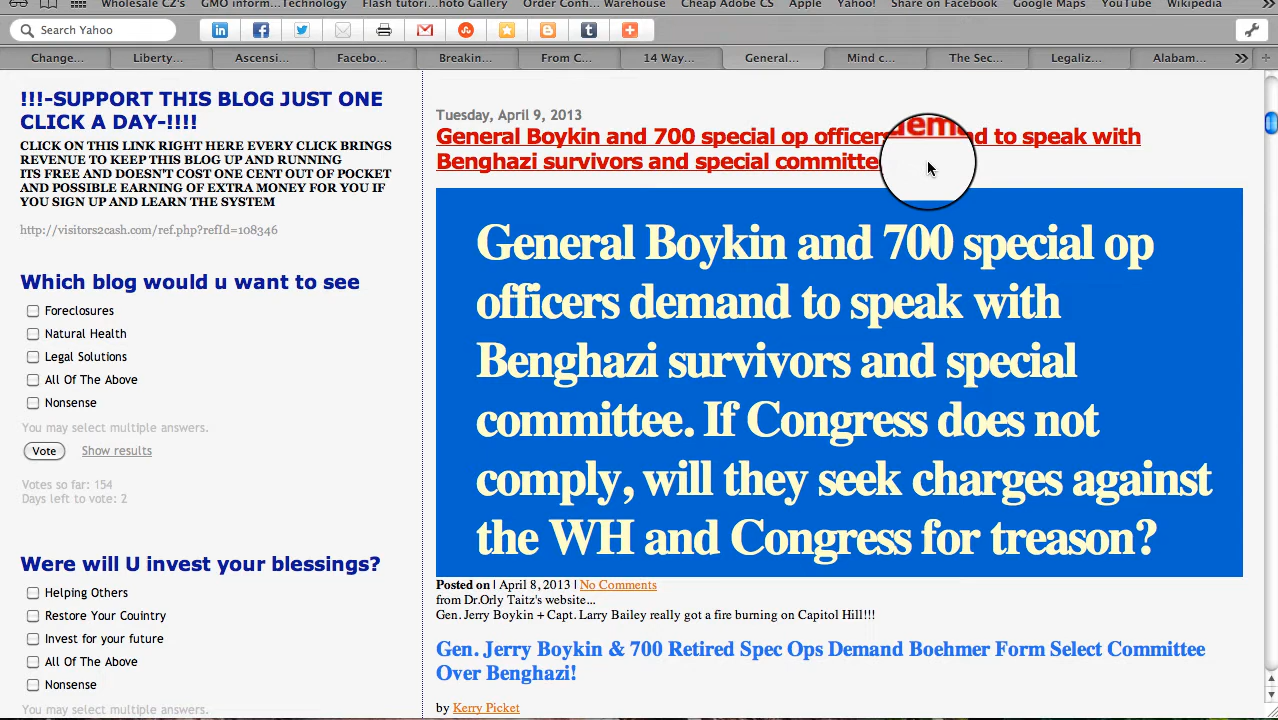 Wholesale CZ's GMO inform...Technology Flash tutori...hoto Gallery Order Confi... Warehouse Cheap Adobe CS Apple Yahoo! Share on Facebook Google Maps YouTube Wikipedia
Search Yahoo
Change... Liberty... Ascensi... Facebo... Breakin... From C... 14 Way... General... Mind c... The Sec... Legaliz... Alabam...
!!!-SUPPORT THIS BLOG JUST ONE
CLICK A DAY-!!!!
CLICK ON THIS LINK RIGHT HERE EVERY CLICK BRINGS
REVENUE TO KEEP THIS BLOG UP AND RUNNING
ITS FREE AND DOESN'T COST ONE CENT OUT OF POCKET
AND POSSIBLE EARNING OF EXTRA MONEY FOR YOU IF
YOU SIGN UP AND LEARN THE SYSTEM
http://visitors2cash.com/ref.php?refId=108346
Which blog would u want to see
Foreclosures
Natural Health
Legal Solutions
All Of The Above
Nonsense
You may select multiple answers.
Vote Show results
Votes so far: 154
Days left to vote: 2
Were will U invest your blessings?
Helping Others
Restore Your Couintry
Invest for your future
All Of The Above
Nonsense
You may select multiple answers.
Tuesday, April 9, 2013
General Boykin and 700 special op officers demand to speak with
Benghazi survivors and special committee
General Boykin and 700 special op
officers demand to speak with
Benghazi survivors and special
committee. If Congress does not
comply, will they seek charges against
the WH and Congress for treason?
Posted on | April 8, 2013 | No Comments
from Dr.Orly Taitz's website...
Gen. Jerry Boykin + Capt. Larry Bailey really got a fire burning on Capitol Hill!!!
Gen. Jerry Boykin & 700 Retired Spec Ops Demand Boehmer Form Select Committee
Over Benghazi!
by Kerry Picket